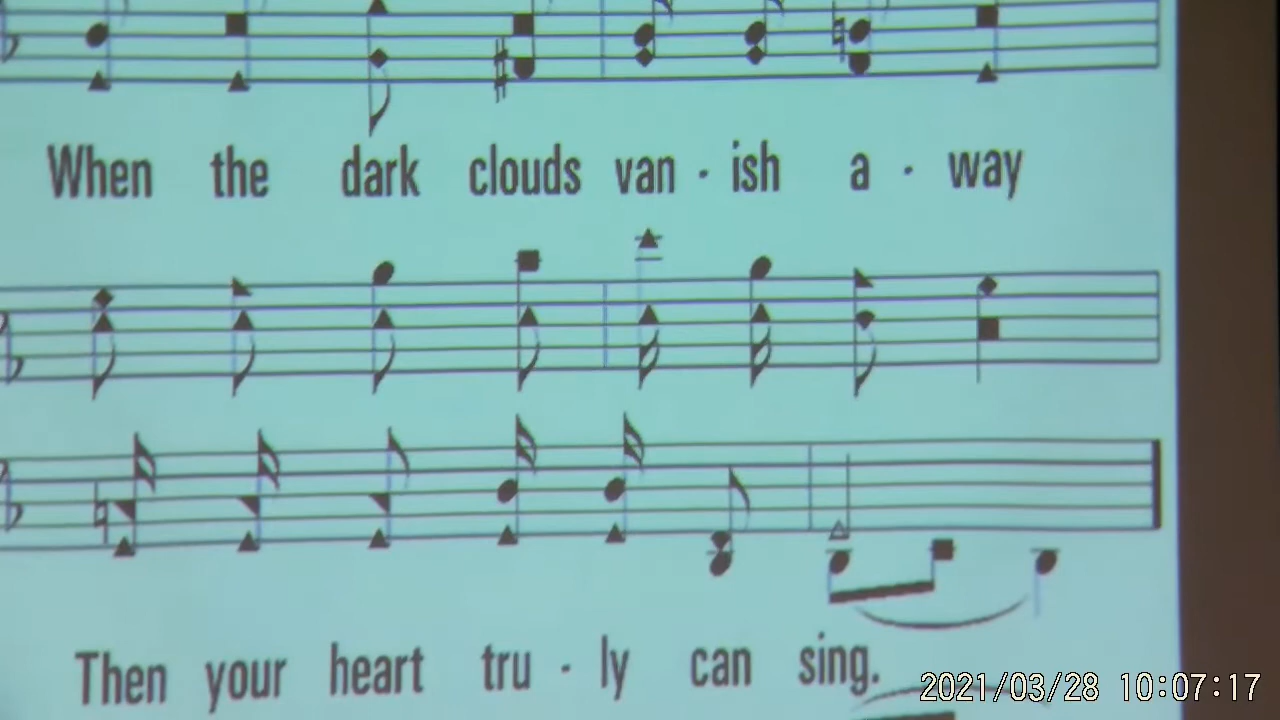 When the dark clouds van · ish a · way
Then your heart tru · ly can sing.
2021/03/28 10:07:17